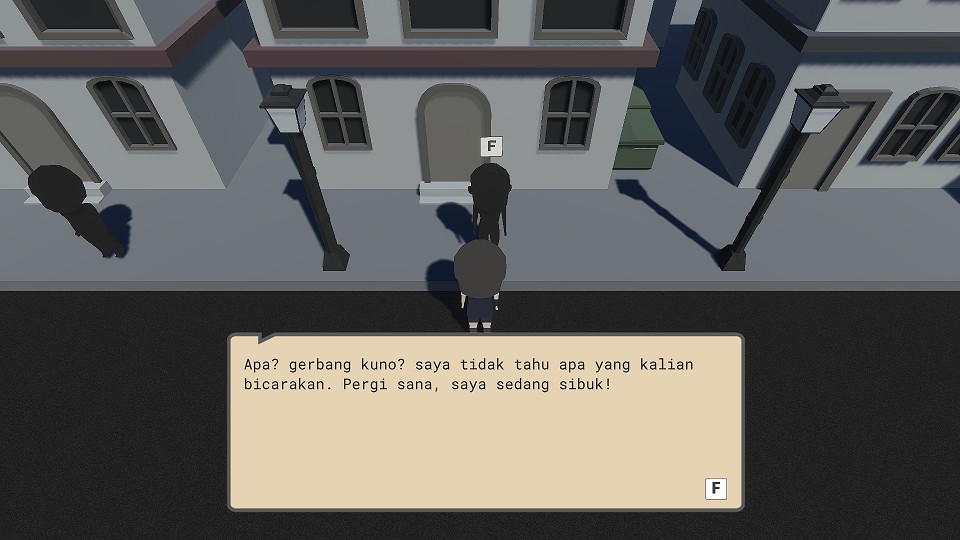 F
Apa? gerbang kuno? saya tidak tahu apa yang kalian
bicarakan. Pergi sana, saya sedang sibuk!
F